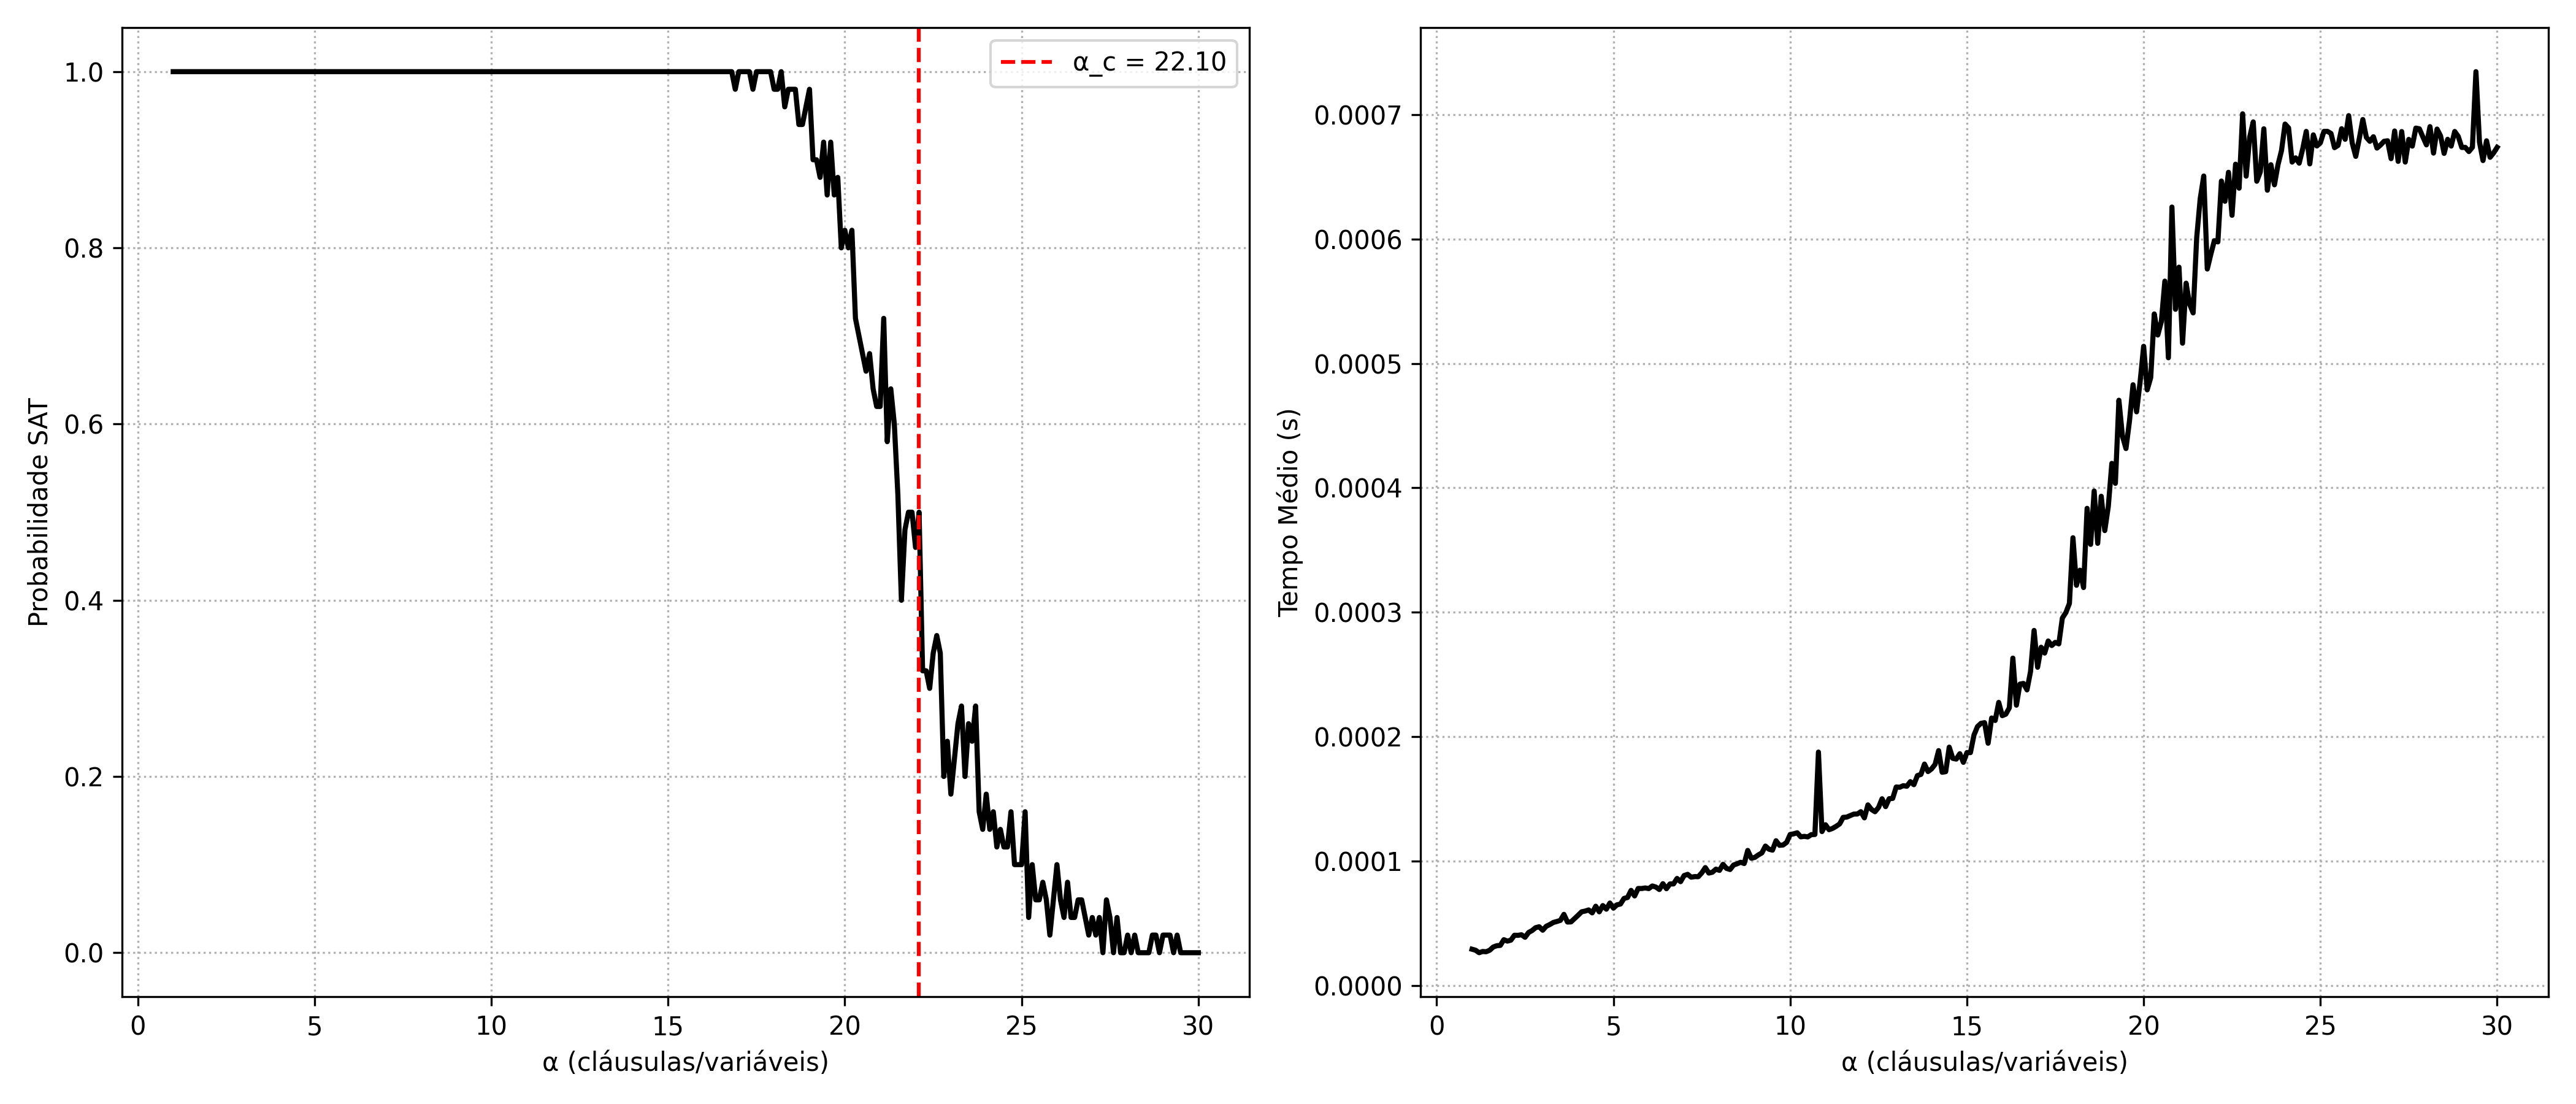 Probabilidade SAT
1.0
0.8
0.6
0.4
0.2
0.0
0 5 10 15 20 25 30
α (cláusulas/variáveis)
α_c = 22.10
Tempo Médio (s)
0.0007
0.0006
0.0005
0.0004
0.0003
0.0002
0.0001
0.0000
0 5 10 15 20 25 30
α (cláusulas/variáveis)